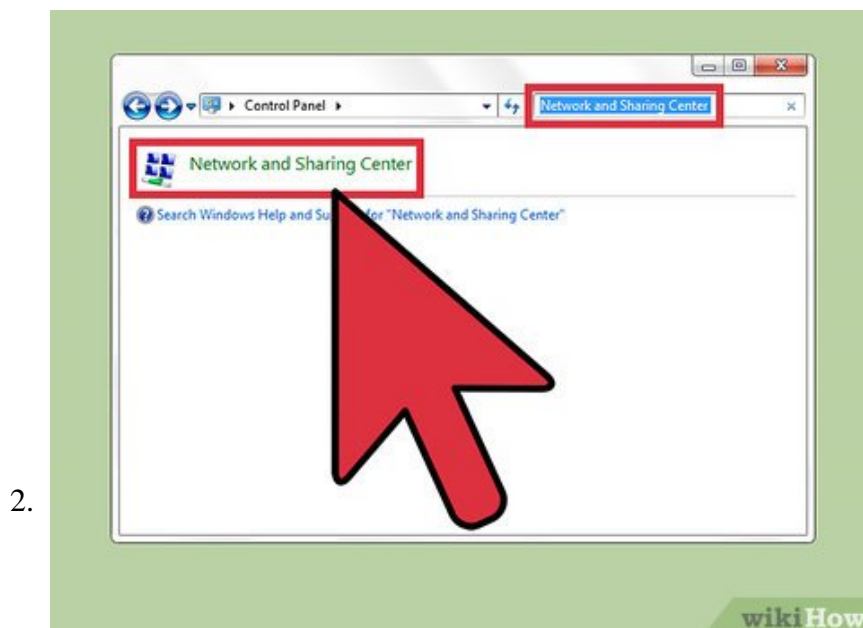 Control Panel
Network and Sharing Center
Network and Sharing Center
Search Windows Help and Su for "Network and Sharing Center"
2.
wikiHow